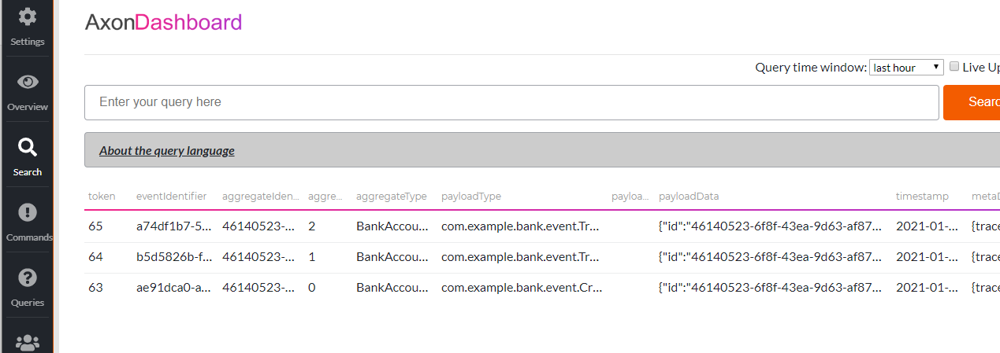 Settings
Overview
Search
Commands
Queries
AxonDashboard
Query time window: last hour Live Up
Enter your query here
Searc
About the query language
token eventIdentifier aggregateIden... aggre... aggregateType payloadType payloa... payloadData timestamp metaD
65 a74df1b7-5... 46140523-... 2 BankAccou... com.example.bank.event.Tr... {"id":"46140523-6f8f-43ea-9d63-af87... 2021-01-... {trace
64 b5d5826b-f... 46140523-... 1 BankAccou... com.example.bank.event.Tr... {"id":"46140523-6f8f-43ea-9d63-af87... 2021-01-... {trace
63 ae91dca0-a... 46140523-... 0 BankAccou... com.example.bank.event.Cr... {"id":"46140523-6f8f-43ea-9d63-af87... 2021-01-... {trace